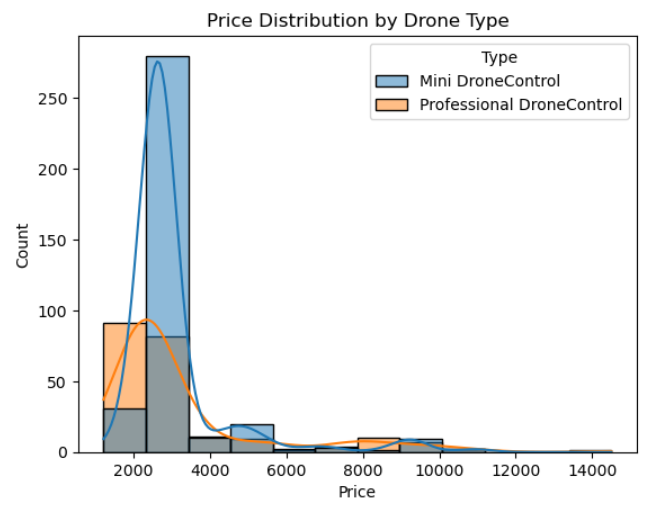 Price Distribution by Drone Type
Type
Mini DroneControl
Professional DroneControl
250
200
150
100
50
0
Count
2000
4000
6000
8000
10000
12000
14000
Price